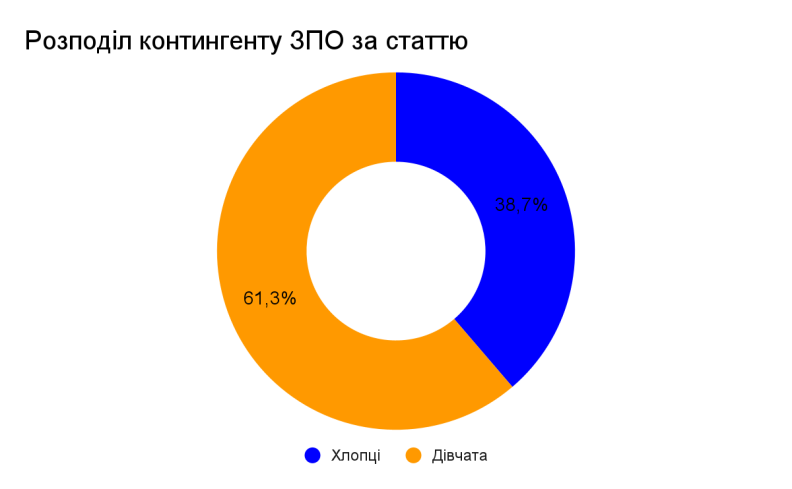 Розподіл контингенту ЗПО за статтю
38,7%
61,3%
Хлопці
Дівчата